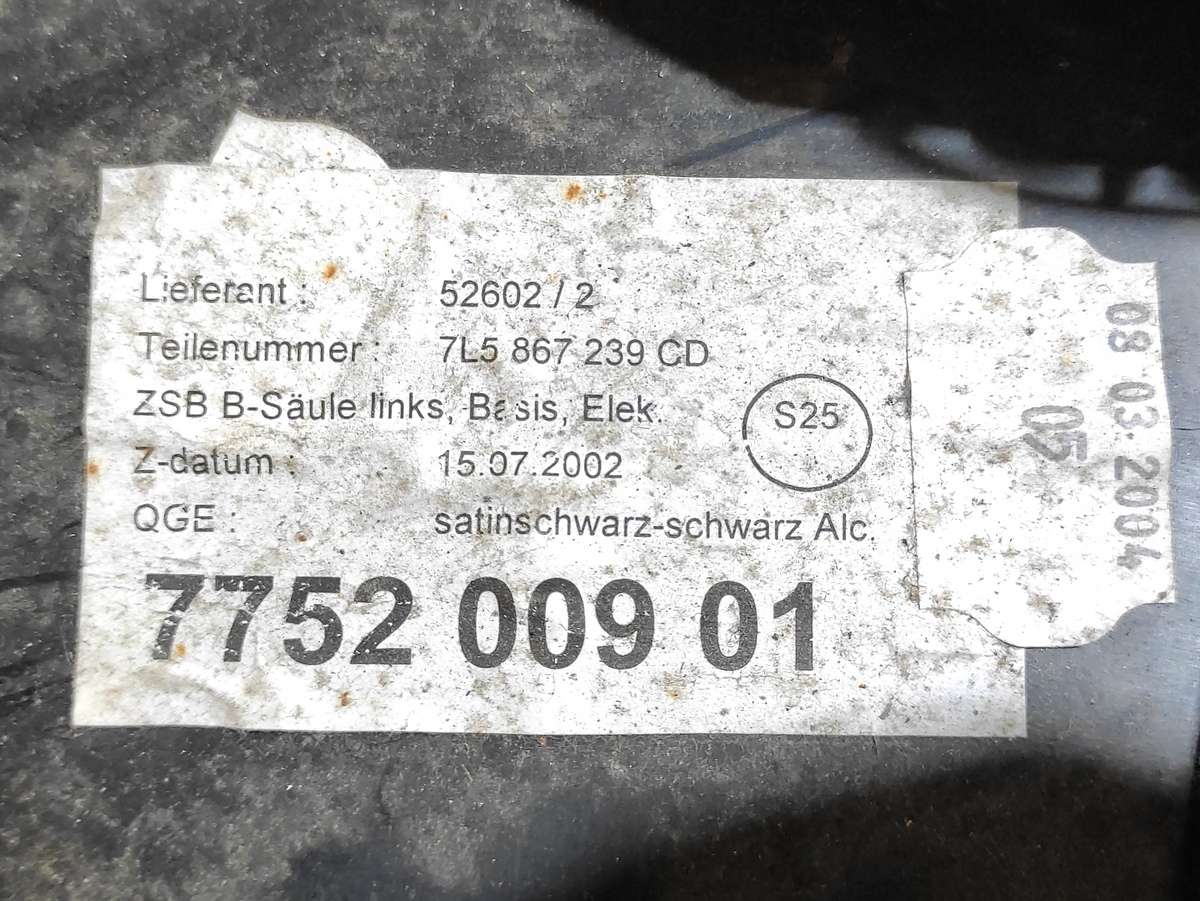 Lieferant : 52602 / 2
Teilenummer : 7L5 867 239 CD
ZSB B-Säule links, Basis, Elek.
S25
Z-datum : 15.07.2002
QGE : satinschwarz-schwarz Alc.
7752 009 01
08 03. 2004
05